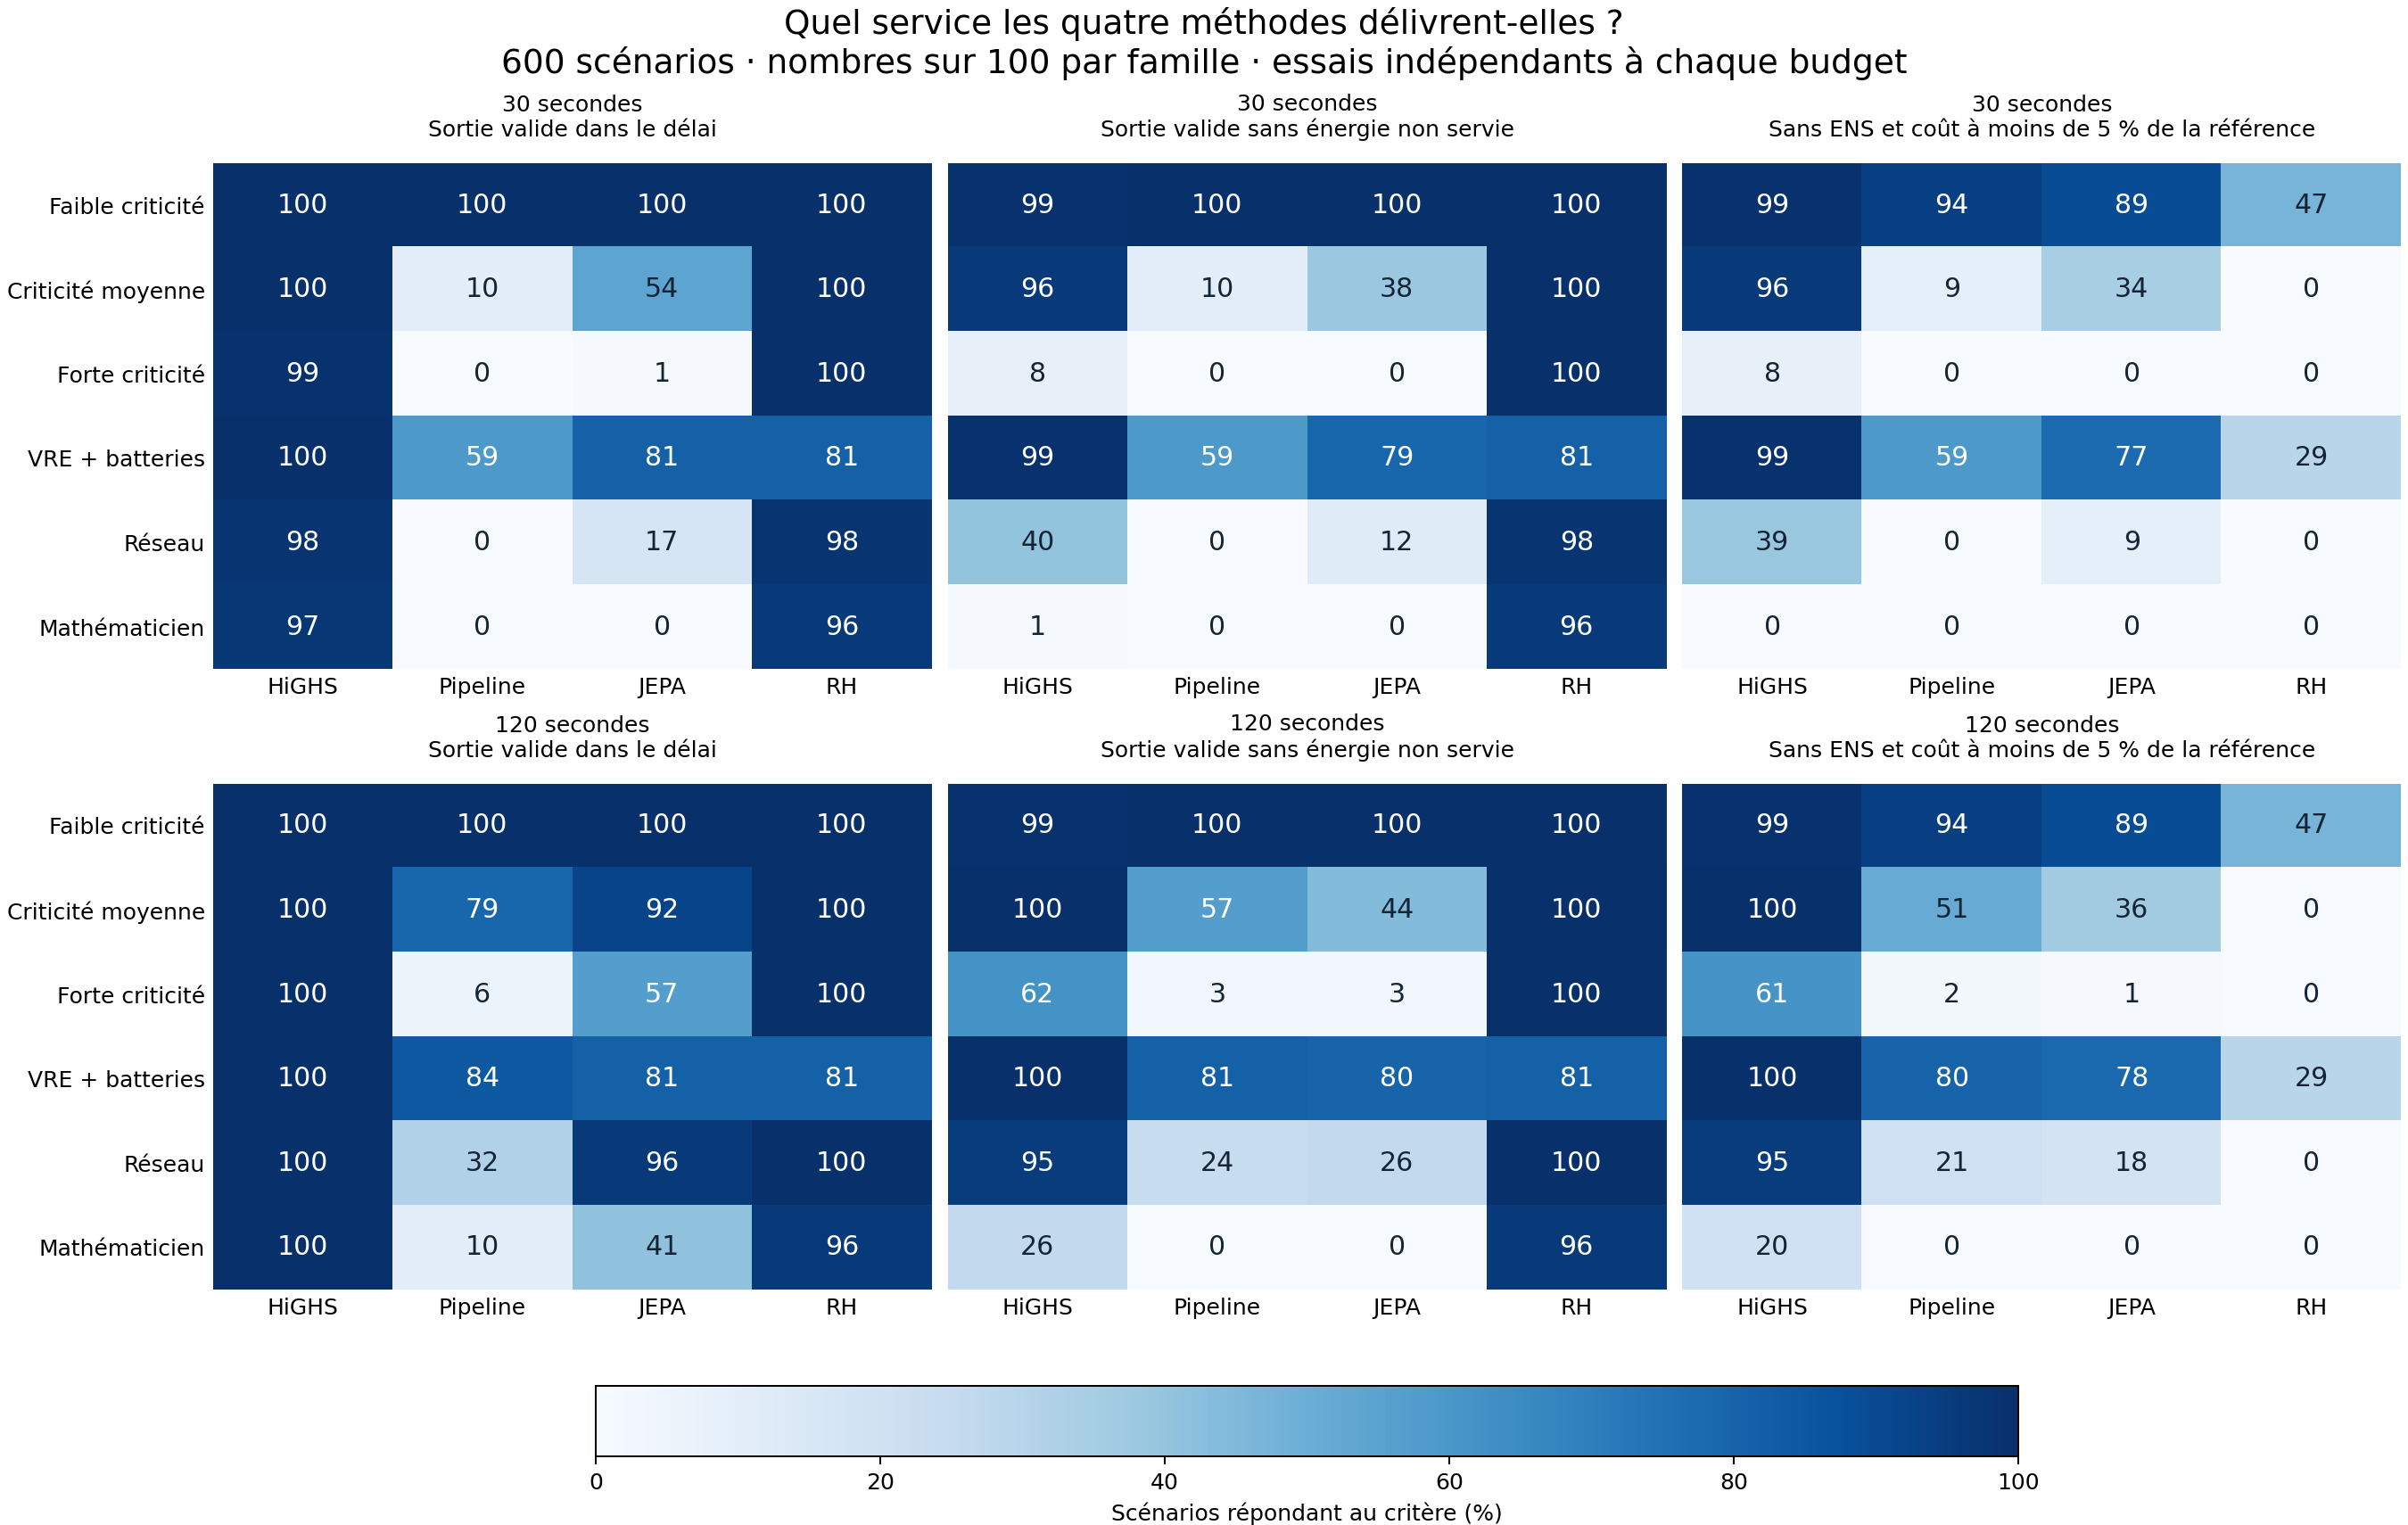 Quel service les quatre méthodes délivrent-elles ?
600 scénarios · nombres sur 100 par famille · essais indépendants à chaque budget
30 secondes
Sortie valide dans le délai
30 secondes
Sortie valide sans énergie non servie
30 secondes
Sans ENS et coût à moins de 5 % de la référence
Faible criticité 100 100 100 100 99 100 100 100 99 94 89 47
Criticité moyenne 100 10 54 100 96 10 38 100 96 9 34 0
Forte criticité 99 0 1 100 8 0 0 100 8 0 0 0
VRE + batteries 100 59 81 81 99 59 79 81 99 59 77 29
Réseau 98 0 17 98 40 0 12 98 39 0 9 0
Mathématicien 97 0 0 96 1 0 0 96 0 0 0 0
HiGHS Pipeline JEPA RH HiGHS Pipeline JEPA RH HiGHS Pipeline JEPA RH
120 secondes
Sortie valide dans le délai
120 secondes
Sortie valide sans énergie non servie
120 secondes
Sans ENS et coût à moins de 5 % de la référence
Faible criticité 100 100 100 100 99 100 100 100 99 94 89 47
Criticité moyenne 100 79 92 100 100 57 44 100 100 51 36 0
Forte criticité 100 6 57 100 62 3 3 100 61 2 1 0
VRE + batteries 100 84 81 81 100 81 80 81 100 80 78 29
Réseau 100 32 96 100 95 24 26 100 95 21 18 0
Mathématicien 100 10 41 96 26 0 0 96 20 0 0 0
HiGHS Pipeline JEPA RH HiGHS Pipeline JEPA RH HiGHS Pipeline JEPA RH
0 20 40 60 80 100
Scénarios répondant au critère (%)